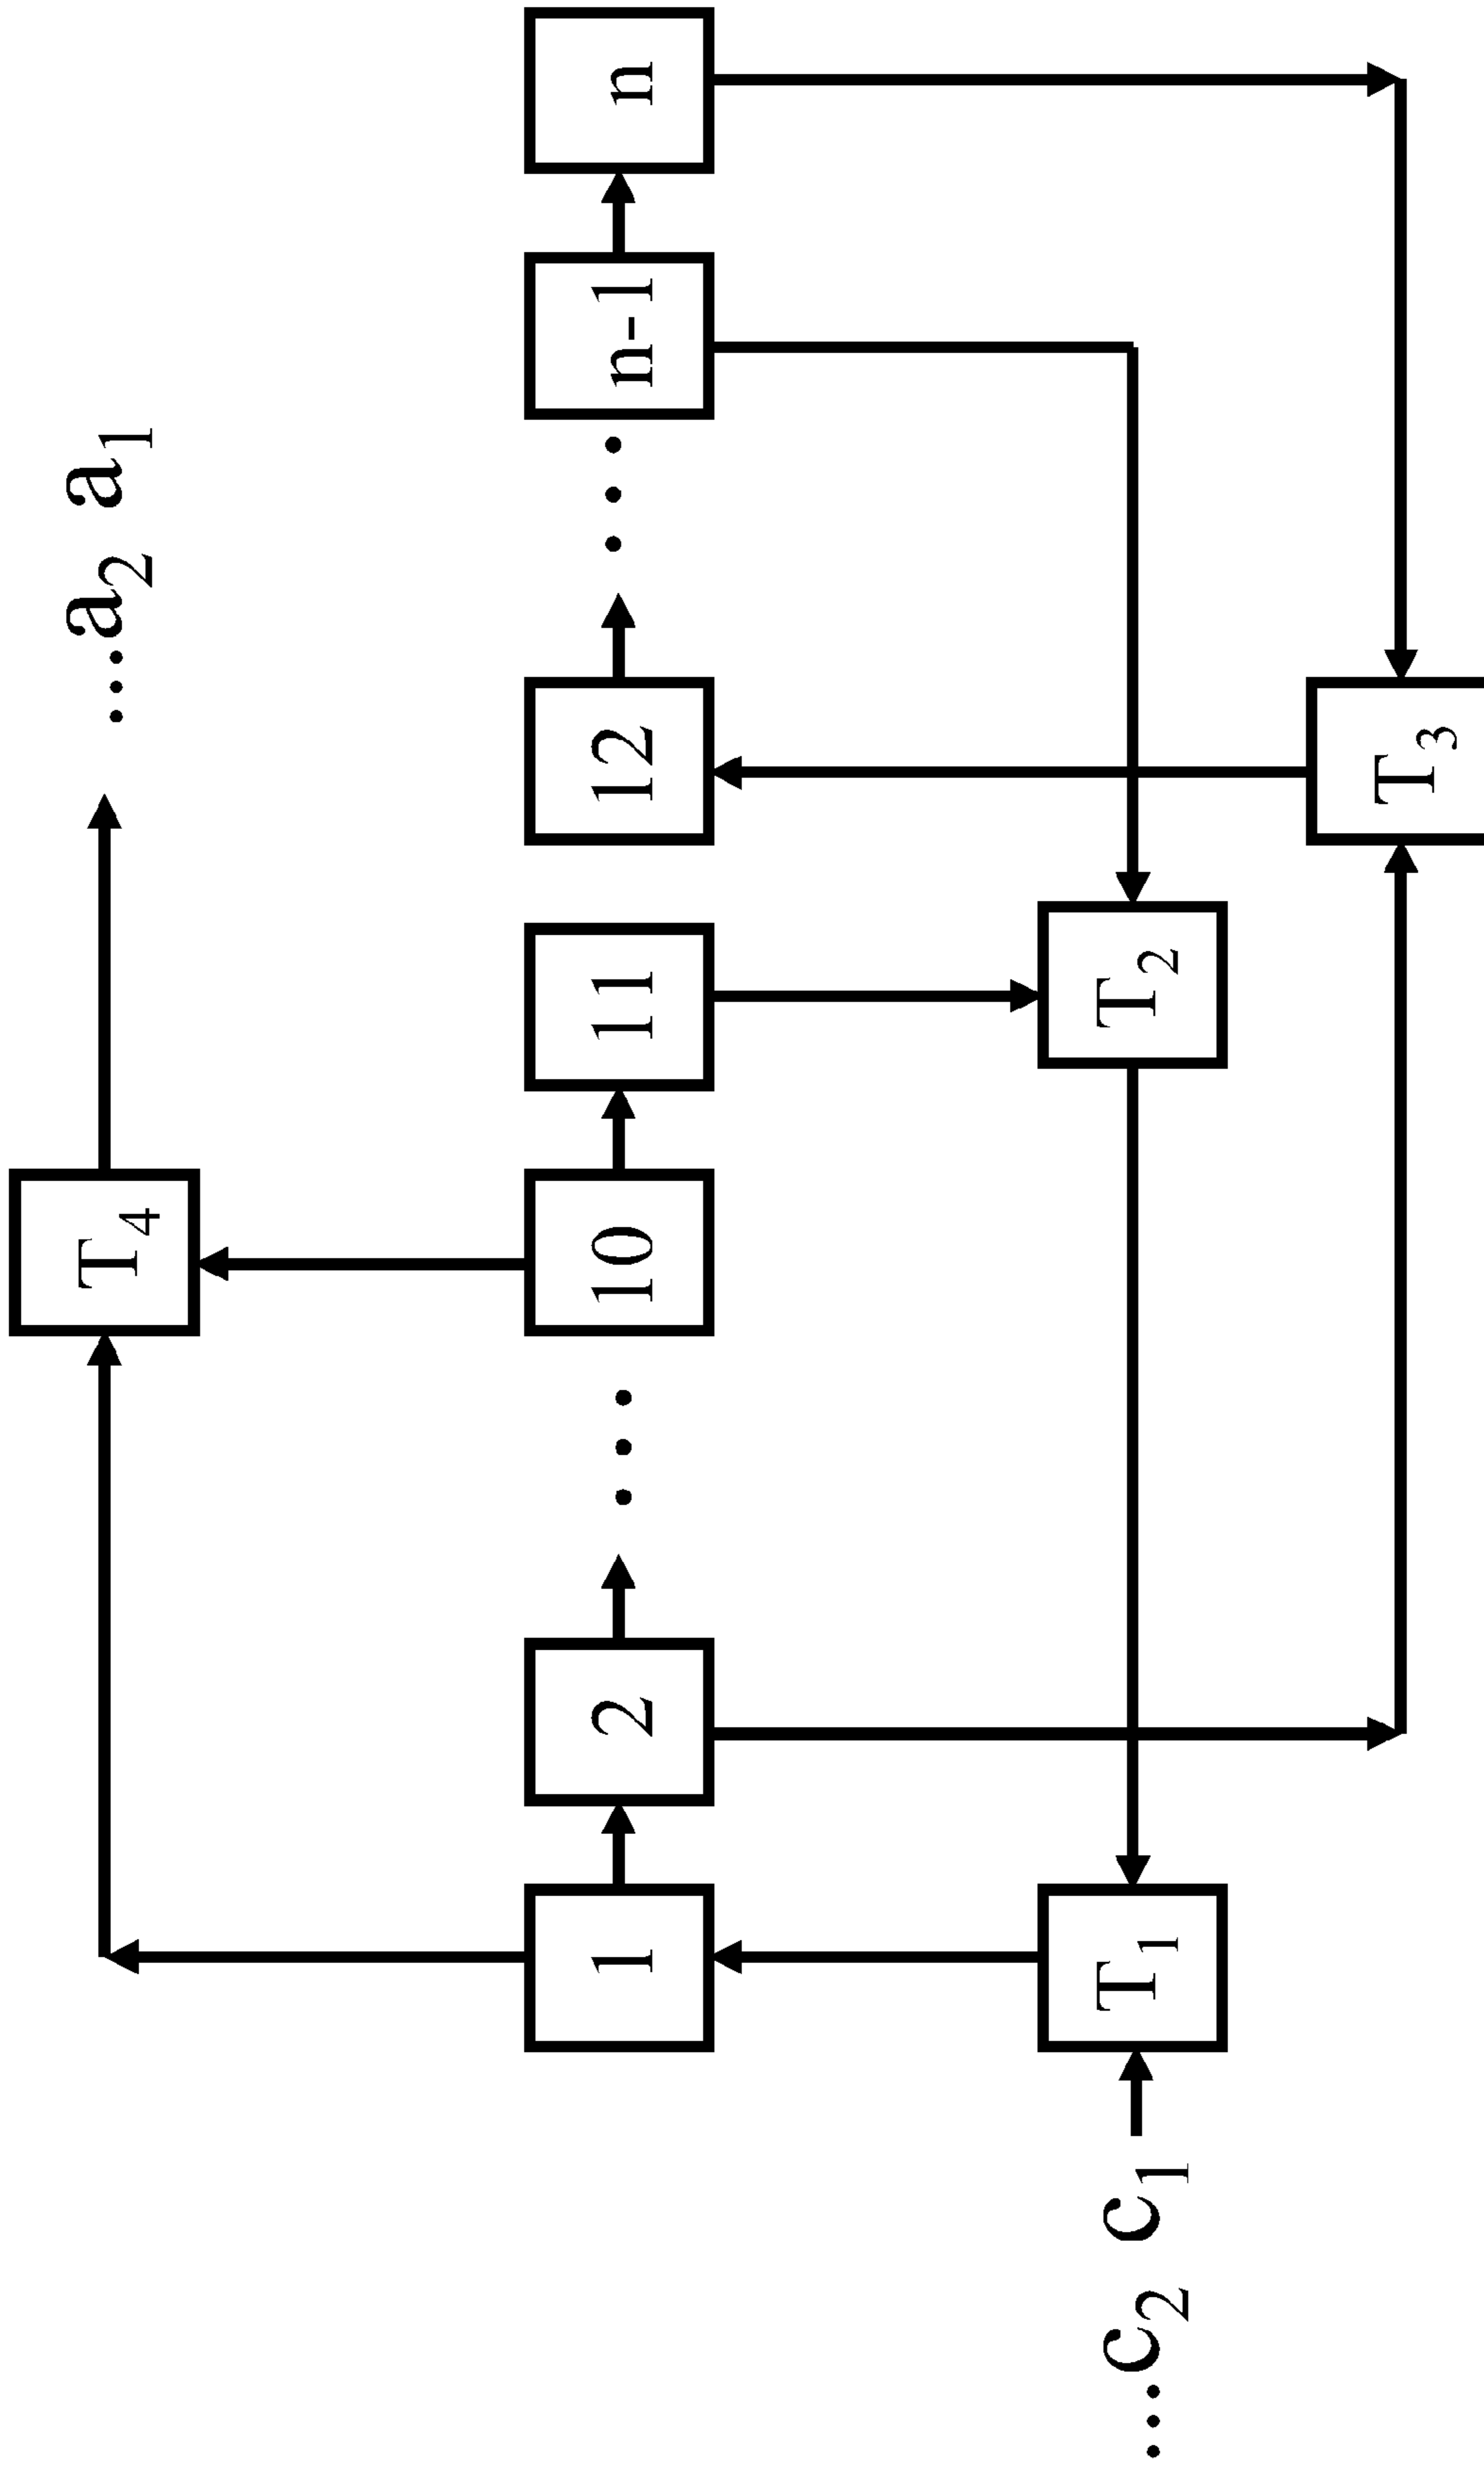 T₄ ...a₂ a₁
1 2 ... 10 11 12 ... n-1 n
...c₂ c₁ T₁ T₂
T₃